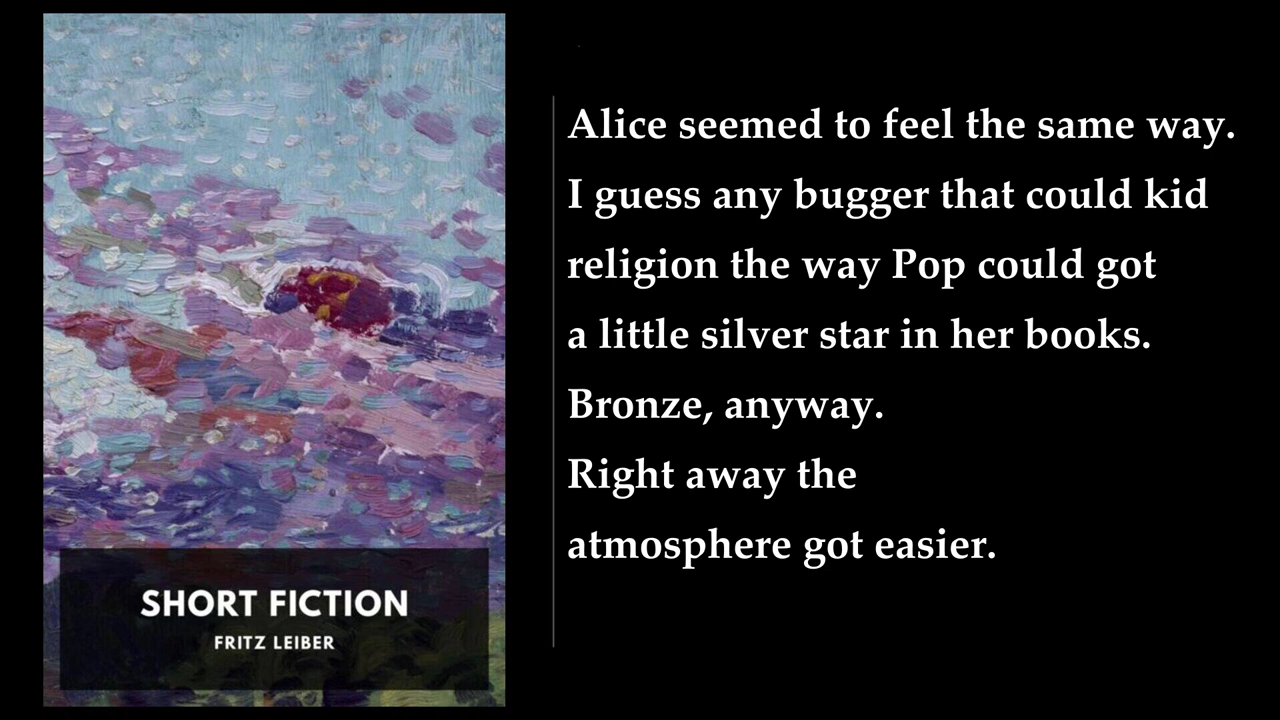 SHORT FICTION
FRITZ LEIBER
Alice seemed to feel the same way.
I guess any bugger that could kid
religion the way Pop could got
a little silver star in her books.
Bronze, anyway.
Right away the
atmosphere got easier.